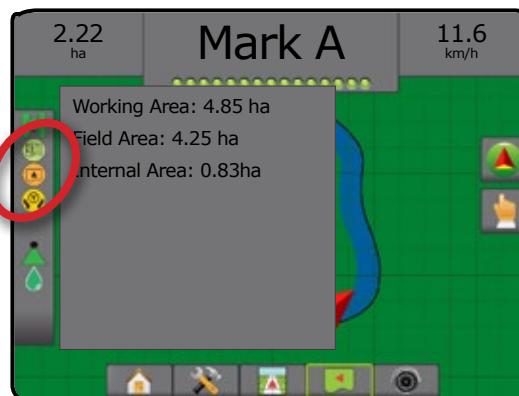 2.22
ha
Mark A
11.6
km/h
Working Area: 4.85 ha
Field Area: 4.25 ha
Internal Area: 0.83ha